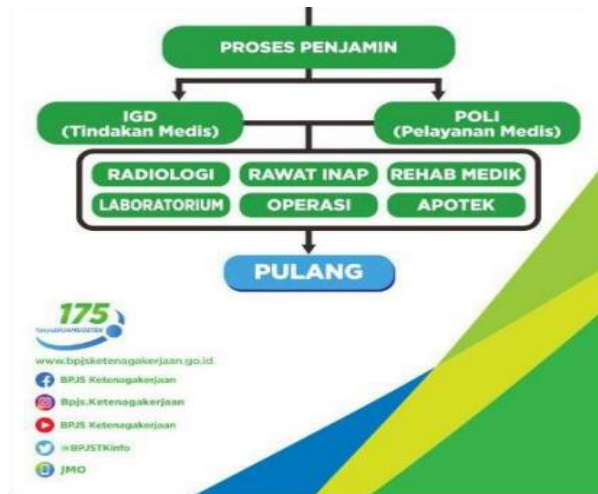 PROSES PENJAMIN
IGD
(Tindakan Medis)
POLI
(Pelayanan Medis)
RADIOLOGI
RAWAT INAP
REHAB MEDIK
LABORATORIUM
OPERASI
APOTEK
PULANG
175
www.bpjsketenagakerjaan.go.id
BPJS Ketenagakerjaan
Bpjs.Ketenagakerjaan
BPJS Ketenagakerjaan
@BPJSTKinfo
JMO